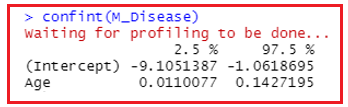 > confint(M_Disease)
Waiting for profiling to be done...
2.5 % 97.5 %
(Intercept) -9.1051387 -1.0618695
Age 0.0110077 0.1427195